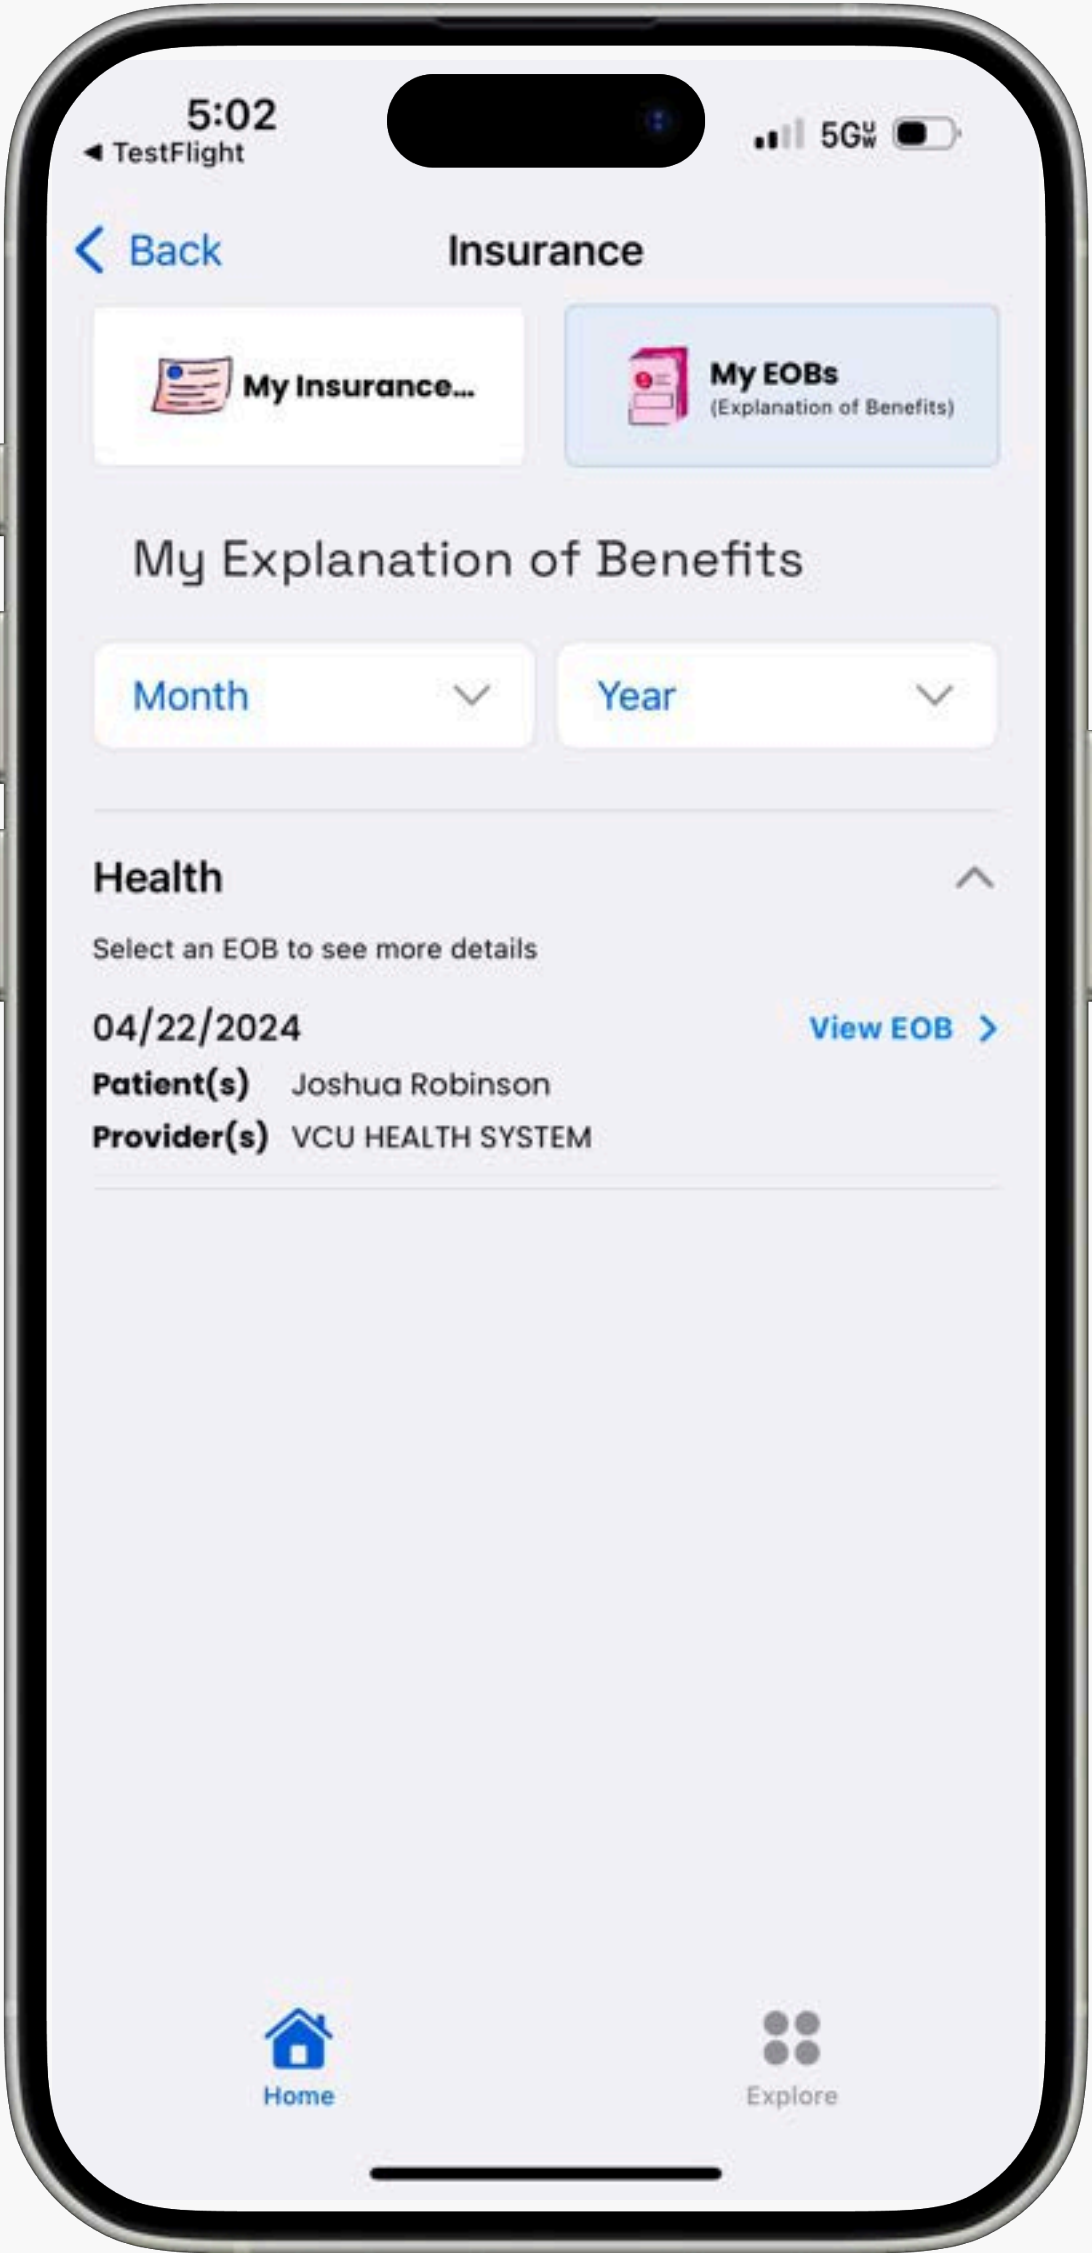 5:02
◀ TestFlight
5G UW
Back
Insurance
My Insurance...
My EOBs
(Explanation of Benefits)
My Explanation of Benefits
Month
Year
Health
Select an EOB to see more details
04/22/2024
View EOB
Patient(s) Joshua Robinson
Provider(s) VCU HEALTH SYSTEM
Home
Explore